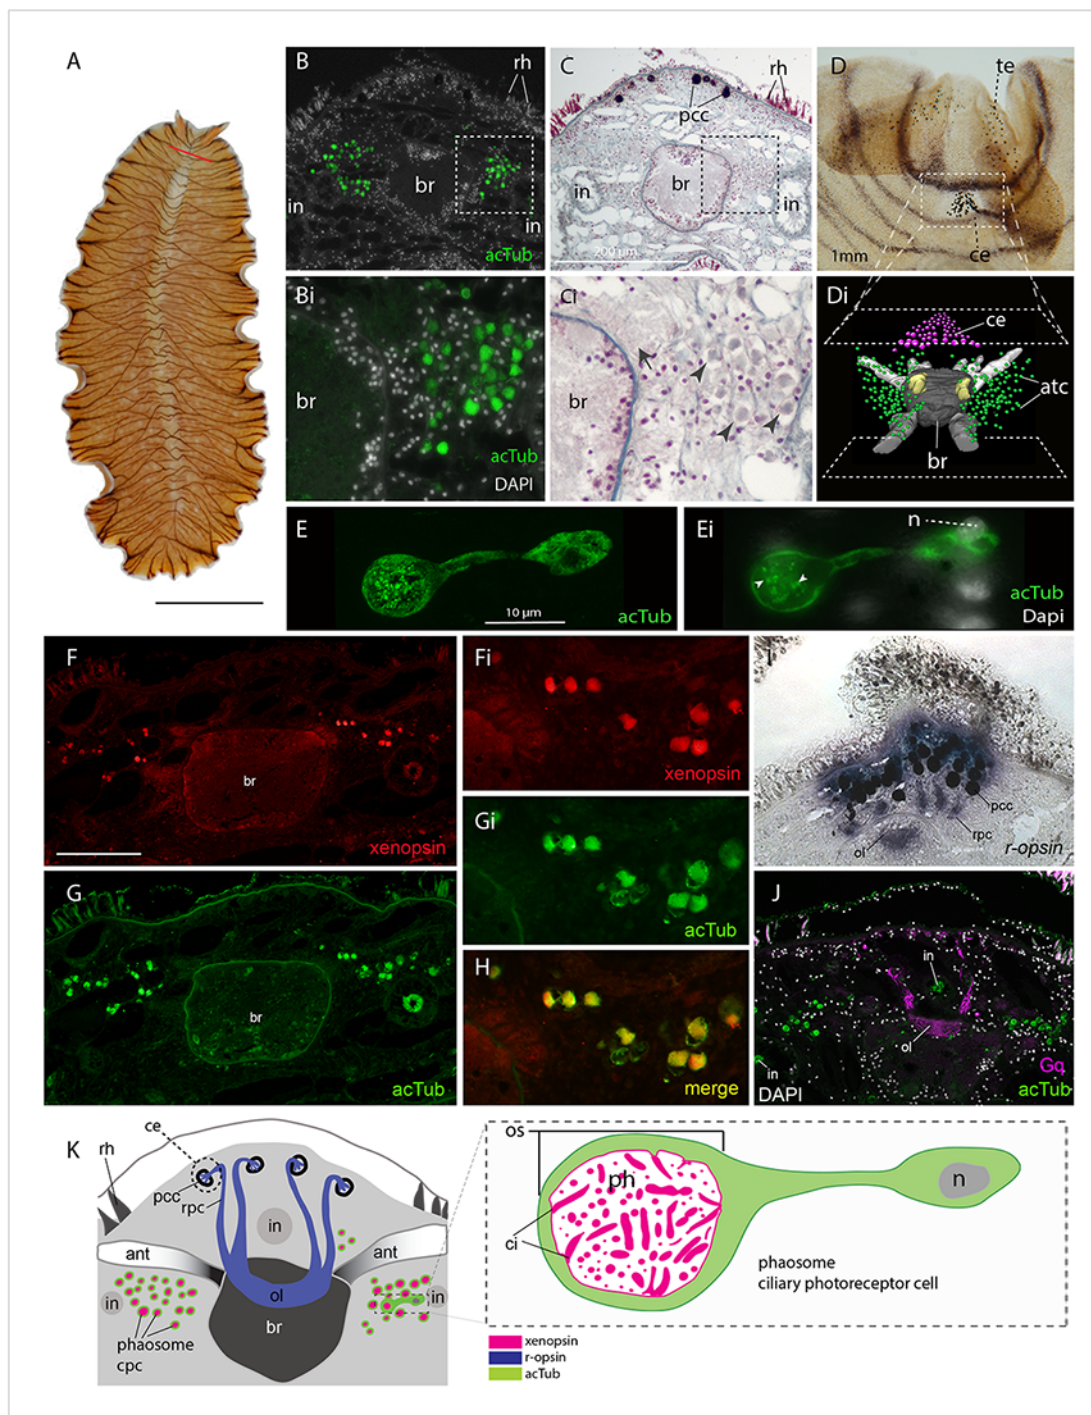 A
B
rh
br
in
in
acTub
C
rh
pcc
br
in
in
200 µm
D
te
ce
1mm
Bi
br
acTub
DAPI
Ci
br
Di
ce
atc
br
E
10 µm
acTub
Ei
n
acTub
Dapi
F
br
xenopsin
Fi
xenopsin
I
pcc
rpc
ol
r-opsin
G
br
acTub
Gi
acTub
H
merge
J
in
ol
in
DAPI
Gq
acTub
K
ce
rh
pcc
rpc
in
ant
ant
in
in
ol
br
phaosome
cpc
os
ph
ci
n
phaosome
ciliary photoreceptor cell
xenopsin
r-opsin
acTub